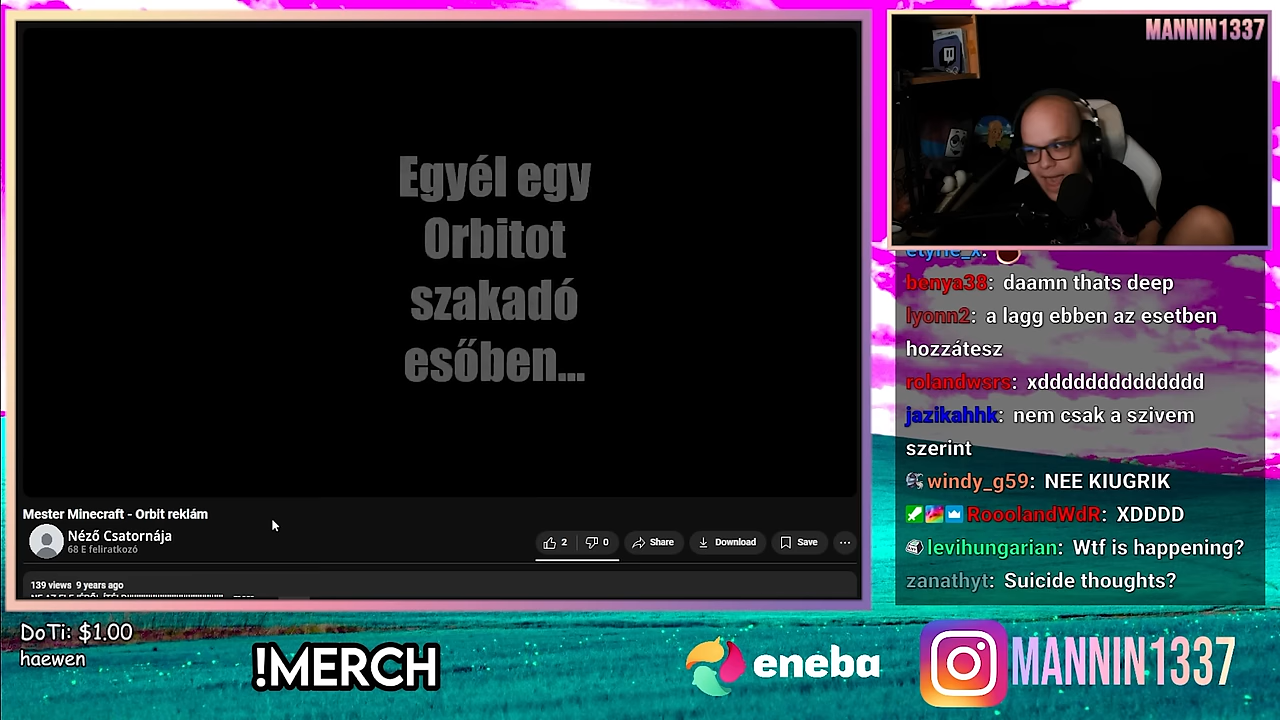 MANNIN1337
Egyél egy
Orbitot
szakadó
esőben...
Mester Minecraft - Orbit reklám
Néző Csatornája
68 E feliratkozó
2
0
Share
Download
Save
139 views 9 years ago
benya38: daamn thats deep
lyonn2: a lagg ebben az esetben
hozzátesz
rolandwsrs: xdddddddddddddd
jazikahhk: nem csak a szivem
szerint
windy_g59: NEE KIUGRIK
RooolandWdR: XDDDD
levihungarian: Wtf is happening?
zanathyt: Suicide thoughts?
DoTi: $1.00
haewen
!MERCH
eneba
MANNIN1337